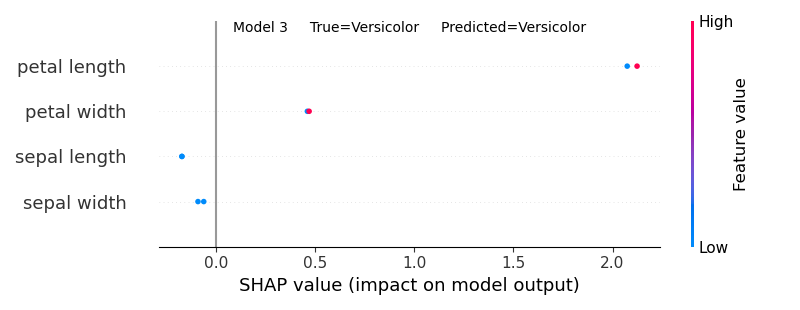 Model 3 True=Versicolor Predicted=Versicolor
High
petal length
petal width
sepal length
sepal width
Feature value
Low
0.0 0.5 1.0 1.5 2.0
SHAP value (impact on model output)